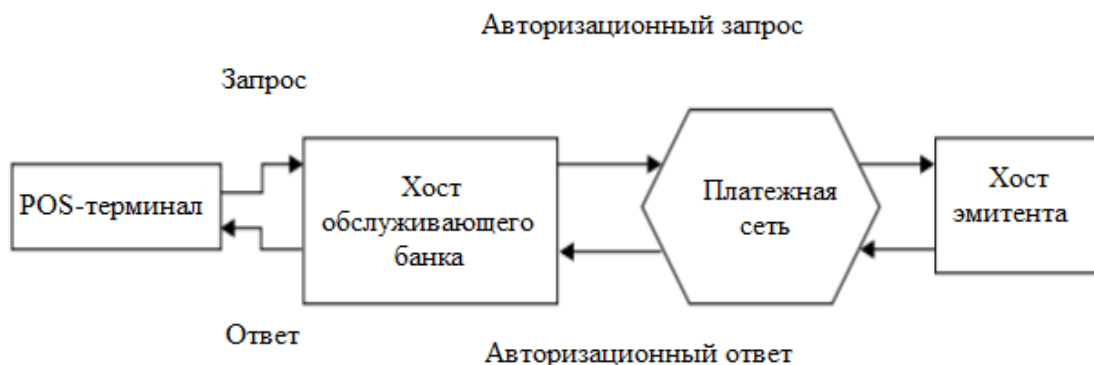 Авторизационный запрос
Запрос
POS-терминал
Хост
обслуживающего
банка
Платежная
сеть
Хост
эмитента
Ответ
Авторизационный ответ